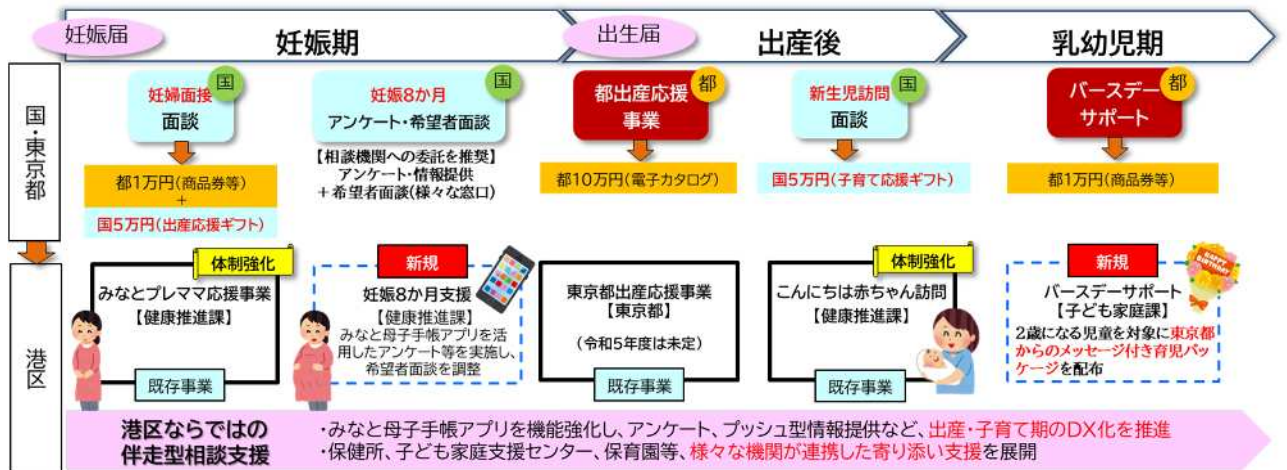 妊娠届
妊娠期
出生届
出産後
乳幼児期
国・東京都
妊婦面接
面談
国
都1万円(商品券等)
+
国5万円(出産応援ギフト)
妊娠8か月
アンケート・希望者面談
国
【相談機関への委託を推奨】
アンケート・情報提供
+希望者面談(様々な窓口)
都出産応援
事業
都
都10万円(電子カタログ)
新生児訪問
面談
国
国5万円(子育て応援ギフト)
バースデー
サポート
都
都1万円(商品券等)
港区
体制強化
みなとプレママ応援事業
【健康推進課】
既存事業
新規
妊娠8か月支援
【健康推進課】
みなと母子手帳アプリを活
用したアンケート等を実施し、
希望者面談を調整
東京都出産応援事業
【東京都】
(令和5年度は未定)
既存事業
体制強化
こんにちは赤ちゃん訪問
【健康推進課】
既存事業
HAPPY
BIRTHDAY
新規
バースデーサポート
【子ども家庭課】
2歳になる児童を対象に東京都
からのメッセージ付き育児パッ
ケージを配布
港区ならではの
伴走型相談支援
・みなと母子手帳アプリを機能強化し、アンケート、プッシュ型情報提供など、出産・子育て期のDX化を推進
・保健所、子ども家庭支援センター、保育園等、様々な機関が連携した寄り添い支援を展開